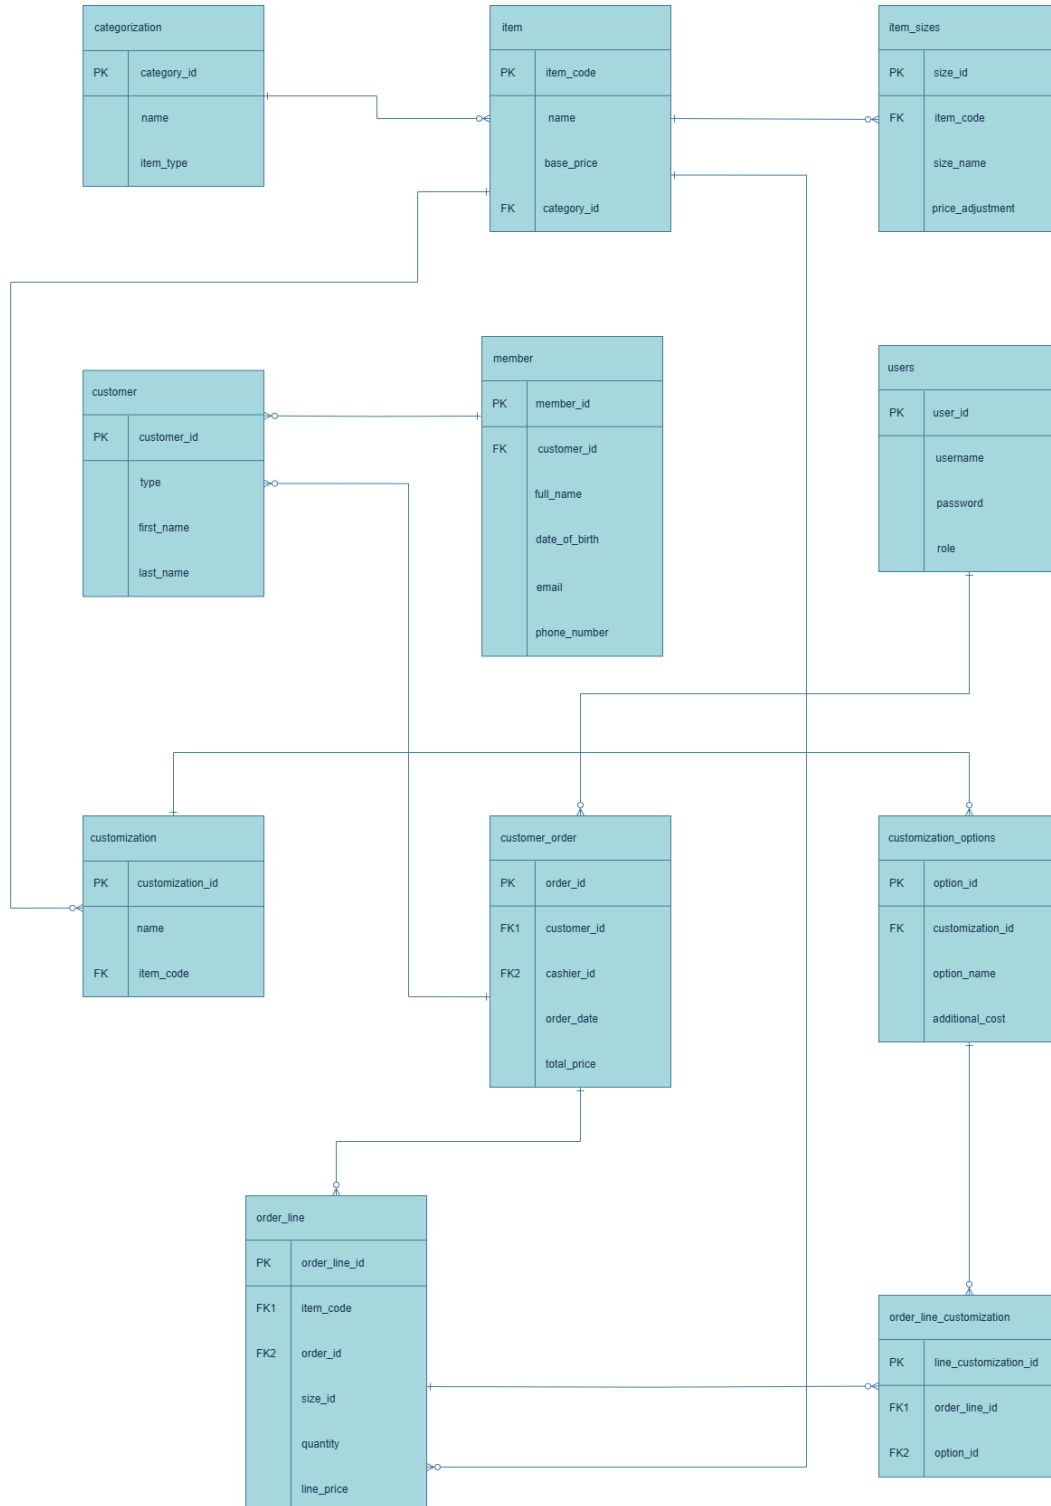 categorization
PK category_id
name
item_type
item
PK item_code
name
base_price
FK category_id
item_sizes
PK size_id
FK item_code
size_name
price_adjustment
customer
PK customer_id
type
first_name
last_name
member
PK member_id
FK customer_id
full_name
date_of_birth
email
phone_number
users
PK user_id
username
password
role
customization
PK customization_id
name
FK item_code
customer_order
PK order_id
FK1 customer_id
FK2 cashier_id
order_date
total_price
customization_options
PK option_id
FK customization_id
option_name
additional_cost
order_line
PK order_line_id
FK1 item_code
FK2 order_id
size_id
quantity
line_price
order_line_customization
PK line_customization_id
FK1 order_line_id
FK2 option_id